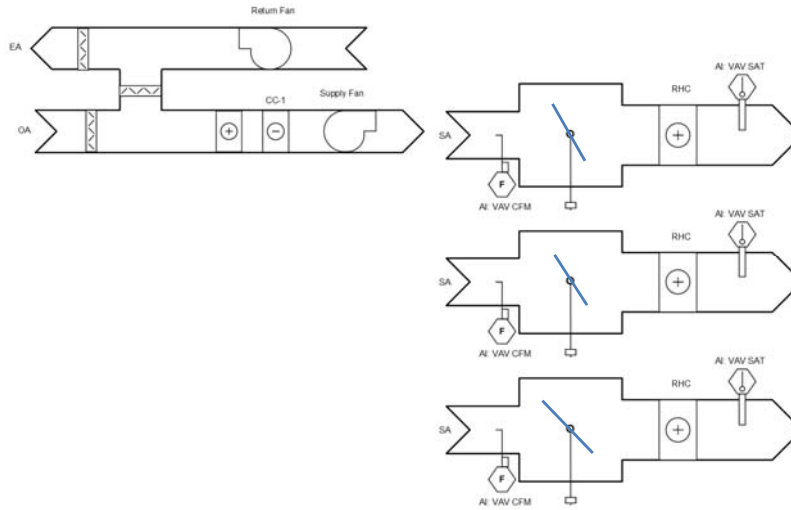 Return Fan
EA
CC-1
Supply Fan
OA
AI: VAV SAT
RHC
SA
F
AI: VAV CFM
AI: VAV SAT
RHC
SA
F
AI: VAV CFM
AI: VAV SAT
RHC
SA
F
AI: VAV CFM